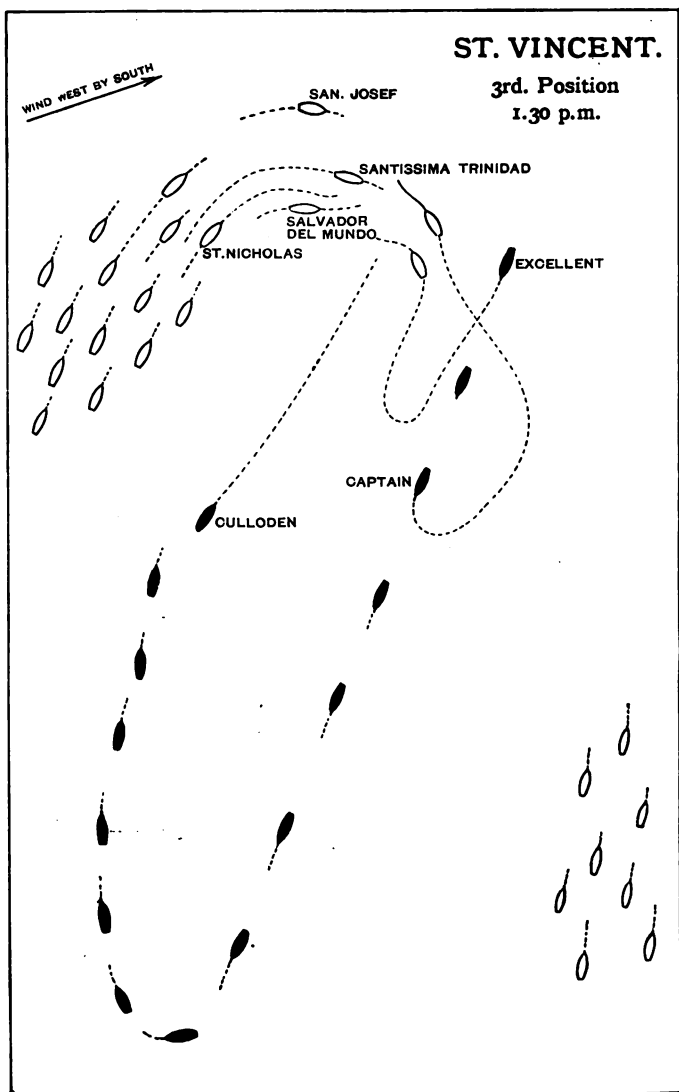 ST. VINCENT.
3rd. Position
1.30 p.m.
WIND WEST BY SOUTH
SAN. JOSEF
SANTISSIMA TRINIDAD
SALVADOR
DEL MUNDO
ST. NICHOLAS
EXCELLENT
CAPTAIN
CULLODEN